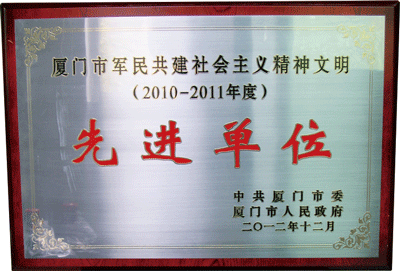 厦门市军民共建社会主义精神文明
(2010-2011年度)
先进单位
中共厦门市委
厦门市人民政府
二〇一二年十二月